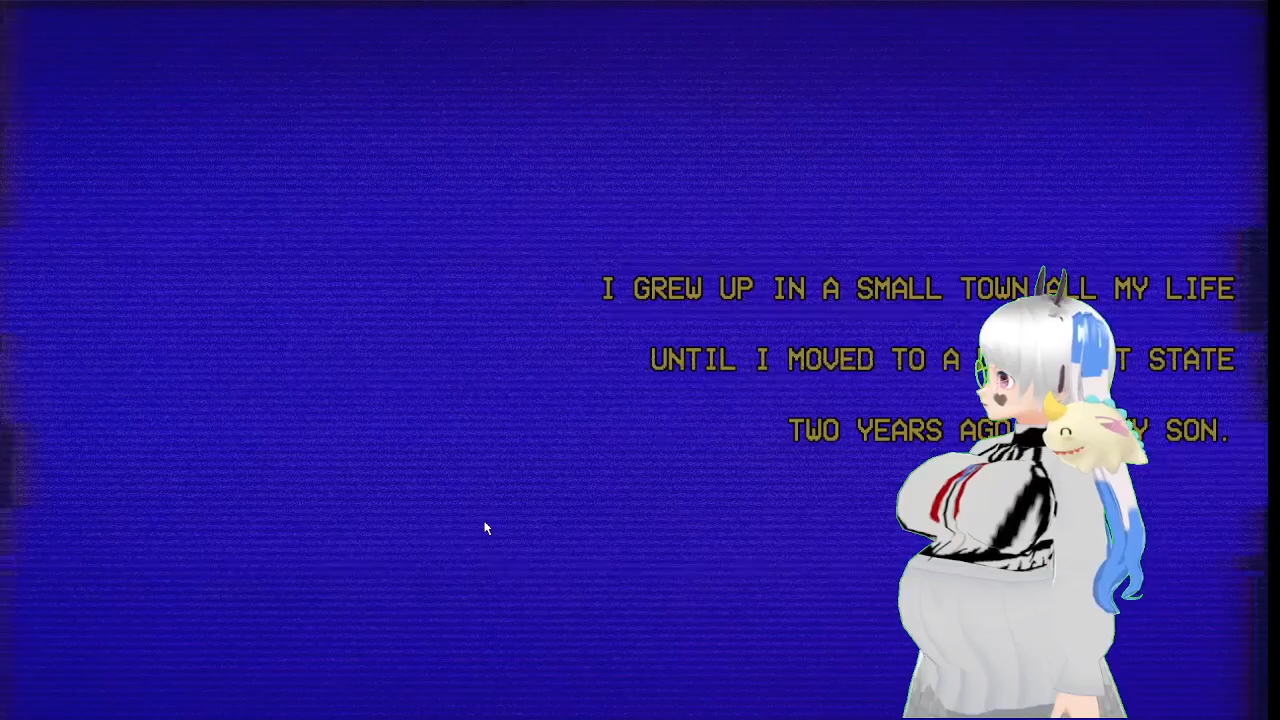 I GREW UP IN A SMALL TOWN ALL MY LIFE
UNTIL I MOVED TO A STATE
TWO YEARS AGO SON.